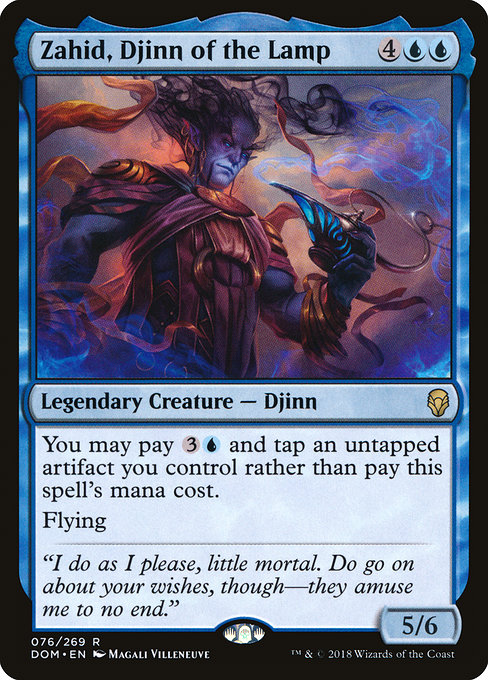 Zahid, Djinn of the Lamp 4
Legendary Creature — Djinn
You may pay 3 and tap an untapped
artifact you control rather than pay this
spell's mana cost.
Flying
“I do as I please, little mortal. Do go on
about your wishes, though—they amuse
me to no end.”
5/6
076/269 R
DOM • EN Magali Villeneuve
™ & © 2018 Wizards of the Coast